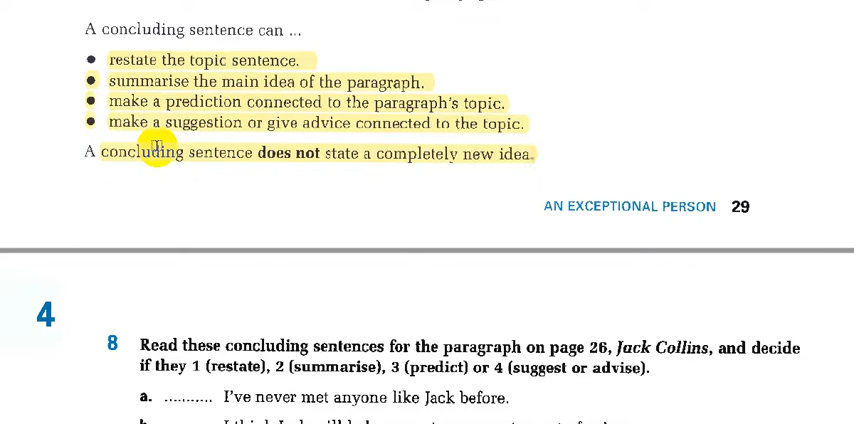 A concluding sentence can ...
• restate the topic sentence.
• summarise the main idea of the paragraph.
• make a prediction connected to the paragraph's topic.
• make a suggestion or give advice connected to the topic.
A concluding sentence does not state a completely new idea.
AN EXCEPTIONAL PERSON 29
4
8 Read these concluding sentences for the paragraph on page 26, Jack Collins, and decide
if they 1 (restate), 2 (summarise), 3 (predict) or 4 (suggest or advise).
a. ........... I've never met anyone like Jack before.